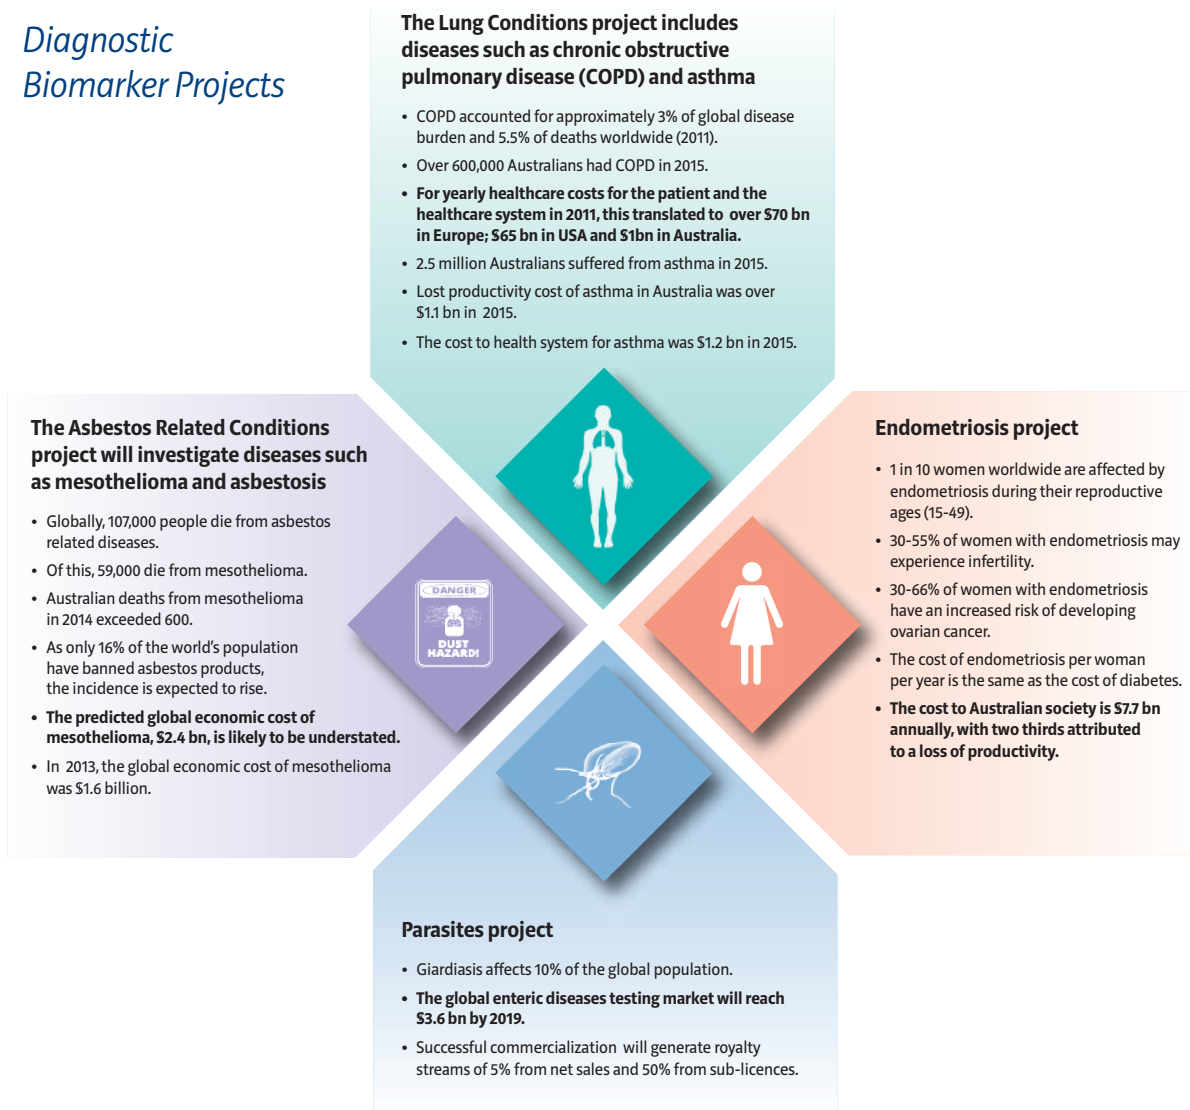 Diagnostic
Biomarker Projects
The Lung Conditions project includes
diseases such as chronic obstructive
pulmonary disease (COPD) and asthma
• COPD accounted for approximately 3% of global disease
burden and 5.5% of deaths worldwide (2011).
• Over 600,000 Australians had COPD in 2015.
• For yearly healthcare costs for the patient and the
healthcare system in 2011, this translated to over $70 bn
in Europe; $65 bn in USA and $1bn in Australia.
• 2.5 million Australians suffered from asthma in 2015.
• Lost productivity cost of asthma in Australia was over
$1.1 bn in 2015.
• The cost to health system for asthma was $1.2 bn in 2015.
The Asbestos Related Conditions
project will investigate diseases such
as mesothelioma and asbestosis
• Globally, 107,000 people die from asbestos
related diseases.
• Of this, 59,000 die from mesothelioma.
• Australian deaths from mesothelioma
in 2014 exceeded 600.
• As only 16% of the world's population
have banned asbestos products,
the incidence is expected to rise.
• The predicted global economic cost of
mesothelioma, $2.4 bn, is likely to be understated.
• In 2013, the global economic cost of mesothelioma
was $1.6 billion.
DANGER
DUST
HAZARD!
Endometriosis project
• 1 in 10 women worldwide are affected by
endometriosis during their reproductive
ages (15-49).
• 30-55% of women with endometriosis may
experience infertility.
• 30-66% of women with endometriosis
have an increased risk of developing
ovarian cancer.
• The cost of endometriosis per woman
per year is the same as the cost of diabetes.
• The cost to Australian society is $7.7 bn
annually, with two thirds attributed
to a loss of productivity.
Parasites project
• Giardiasis affects 10% of the global population.
• The global enteric diseases testing market will reach
$3.6 bn by 2019.
• Successful commercialization will generate royalty
streams of 5% from net sales and 50% from sub-licences.